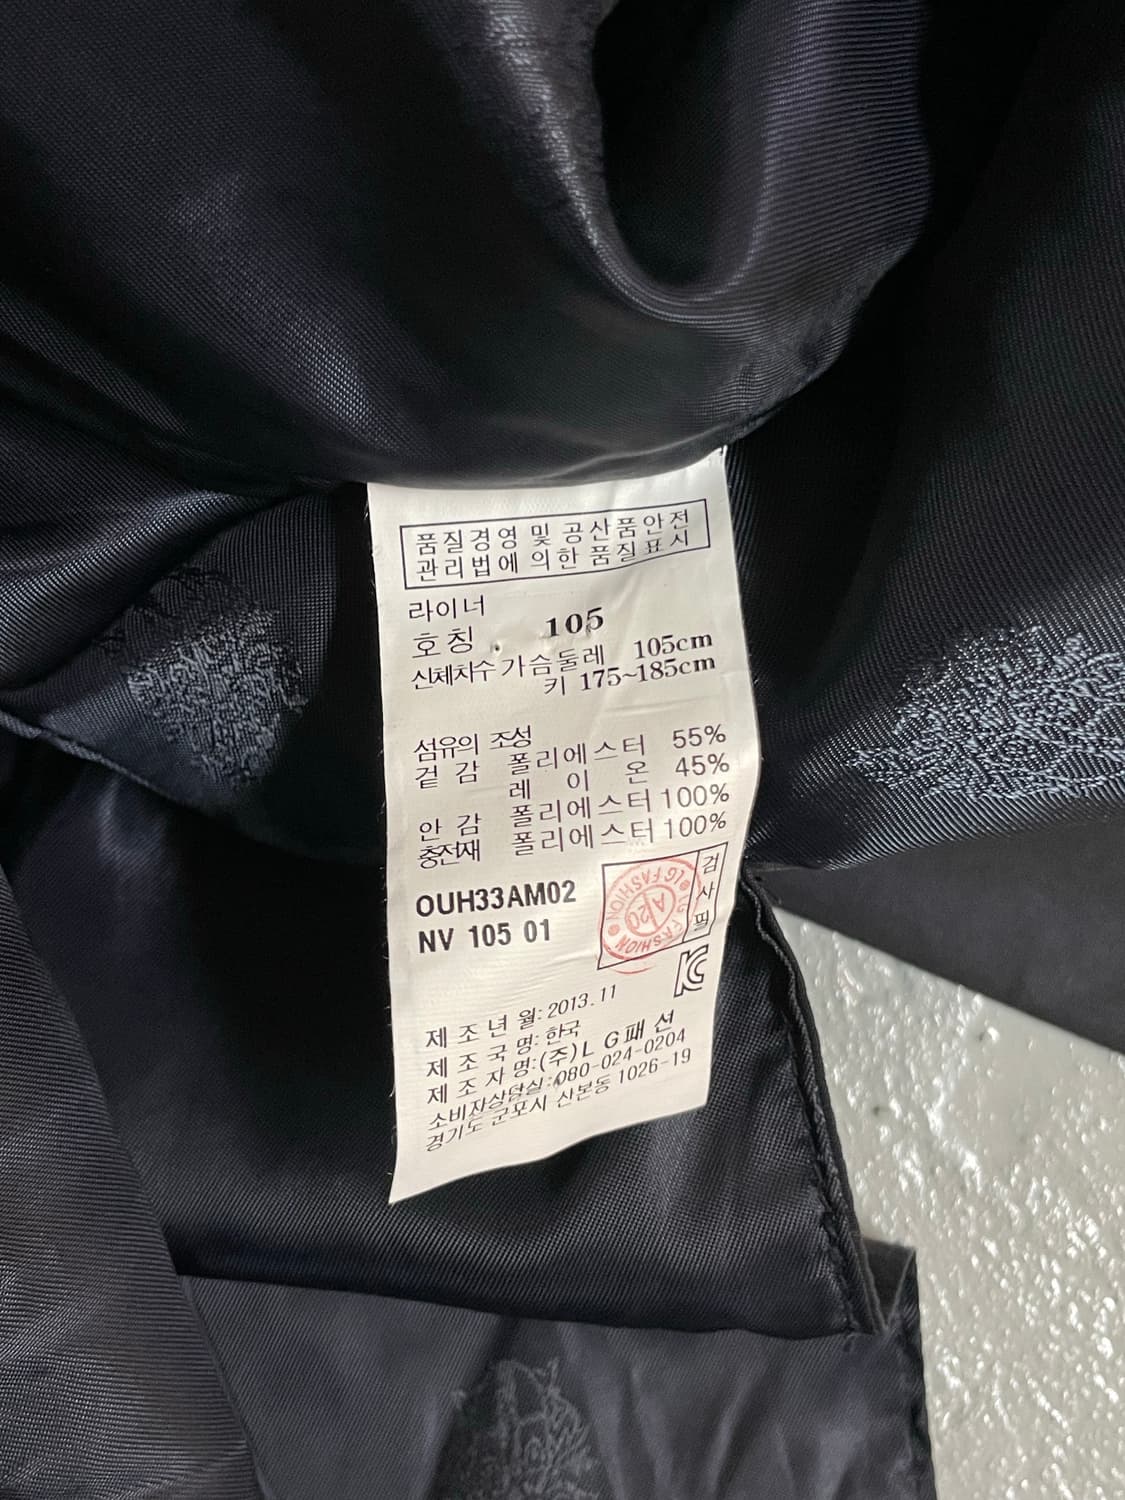 품질경영 및 공산품안전
관리법에 의한 품질표시
라이너
호칭 105
신체치수 가슴둘레 105cm
키 175~185cm
섬유의 조성
겉감 폴리에스터 55%
레이온 45%
안감 폴리에스터 100%
충전재 폴리에스터 100%
OUH33AM02
NV 105 01
검사필
LG FASHION
A/20
LG FASHION
제조년월: 2013.11
제조국명: 한국
제조자명: (주)LG패션
소비자상담실: 080-024-0204
경기도 군포시 산본동 1026-19